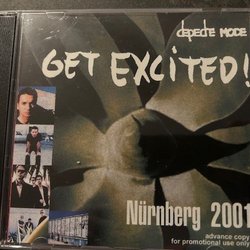 depeche mode
GET EXCITED!
Nürnberg 2001
advance copy
for promotional use only